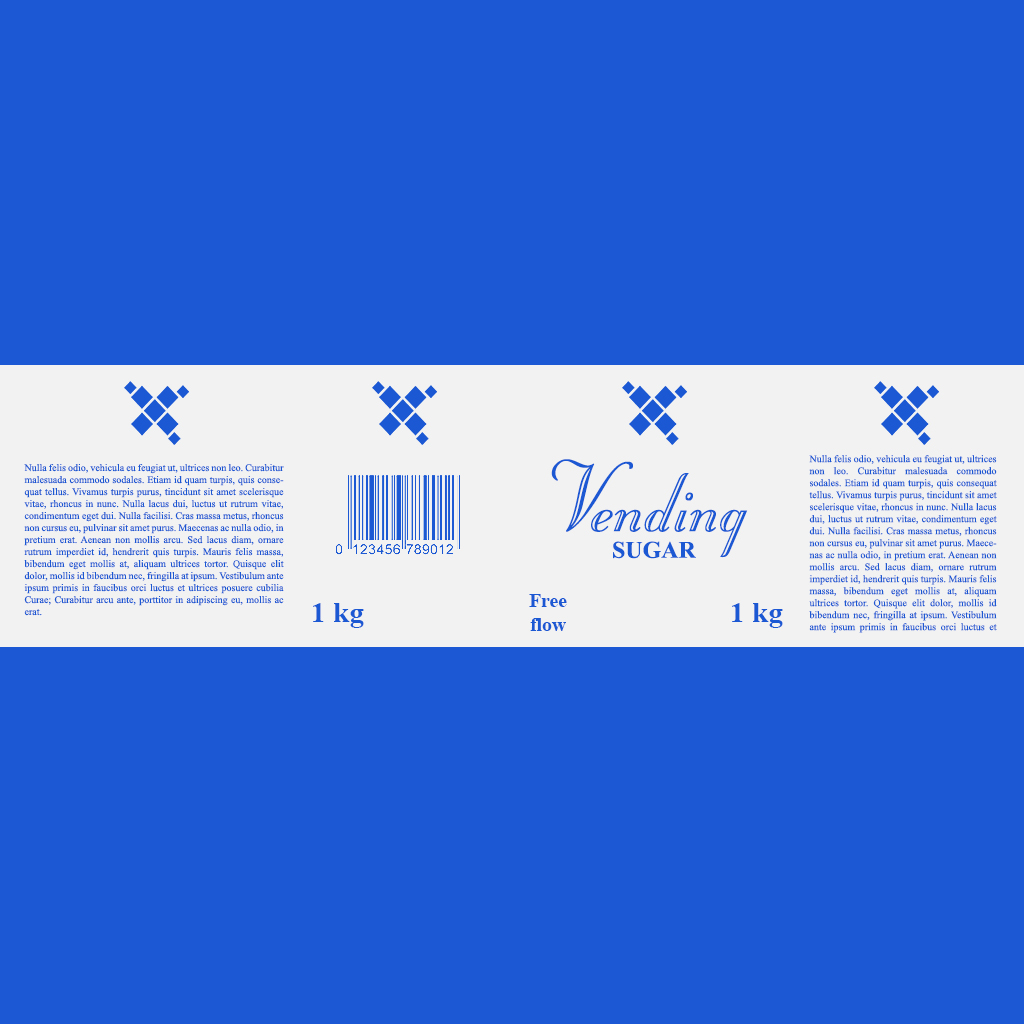 Nulla felis odio, vehicula eu feugiat ut, ultrices non leo. Curabitur
malesuada commodo sodales. Etiam id quam turpis, quis conse-
quat tellus. Vivamus turpis purus, tincidunt sit amet scelerisque
vitae, rhoncus in nunc. Nulla lacus dui, luctus ut rutrum vitae,
condimentum eget dui. Nulla facilisi. Cras massa metus, rhoncus
non cursus eu, pulvinar sit amet purus. Maecenas ac nulla odio, in
pretium erat. Aenean non mollis arcu. Sed lacus diam, ornare
rutrum imperdiet id, hendrerit quis turpis. Mauris felis massa,
bibendum eget mollis at, aliquam ultrices tortor. Quisque elit
dolor, mollis id bibendum nec, fringilla at ipsum. Vestibulum ante
ipsum primis in faucibus orci luctus et ultrices posuere cubilia
Curae; Curabitur arcu ante, porttitor in adipiscing eu, mollis ac
erat.
0 123456 789012
1 kg
Vending
SUGAR
Free
flow
1 kg
Nulla felis odio, vehicula eu feugiat ut, ultrices
non leo. Curabitur malesuada commodo
sodales. Etiam id quam turpis, quis consequat
tellus. Vivamus turpis purus, tincidunt sit amet
scelerisque vitae, rhoncus in nunc. Nulla lacus
dui, luctus ut rutrum vitae, condimentum eget
dui. Nulla facilisi. Cras massa metus, rhoncus
non cursus eu, pulvinar sit amet purus. Maece-
nas ac nulla odio, in pretium erat. Aenean non
mollis arcu. Sed lacus diam, ornare rutrum
imperdiet id, hendrerit quis turpis. Mauris felis
massa, bibendum eget mollis at, aliquam
ultrices tortor. Quisque elit dolor, mollis id
bibendum nec, fringilla at ipsum. Vestibulum
ante ipsum primis in faucibus orci luctus et